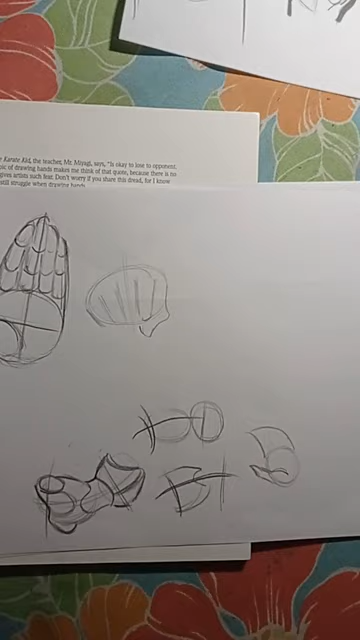 Karate Kid, the teacher, Mr. Miyagi, says, "Is okay to lose to opponent.
pic of drawing hands makes me think of that quote, because there is no
gives artists such fear. Don't worry if you share this dread, for I know
still struggle when drawing hands